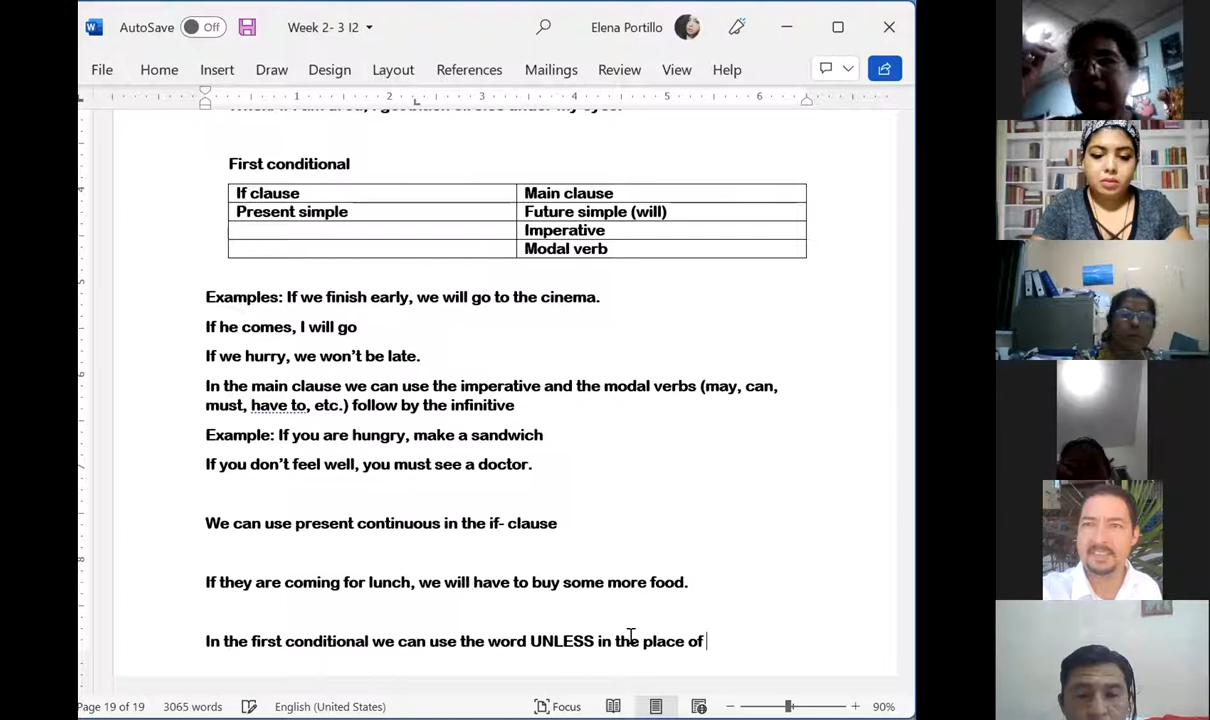 AutoSave Off Week 2- 3 I2 Elena Portillo
File Home Insert Draw Design Layout References Mailings Review View Help
1 2 3 4 5 6
First conditional
If clause Main clause
Present simple Future simple (will)
Imperative
Modal verb
Examples: If we finish early, we will go to the cinema.
If he comes, I will go
If we hurry, we won't be late.
In the main clause we can use the imperative and the modal verbs (may, can,
must, have to, etc.) follow by the infinitive
Example: If you are hungry, make a sandwich
If you don't feel well, you must see a doctor.
We can use present continuous in the if- clause
If they are coming for lunch, we will have to buy some more food.
In the first conditional we can use the word UNLESS in the place of
Page 19 of 19 3065 words English (United States) Focus 90%